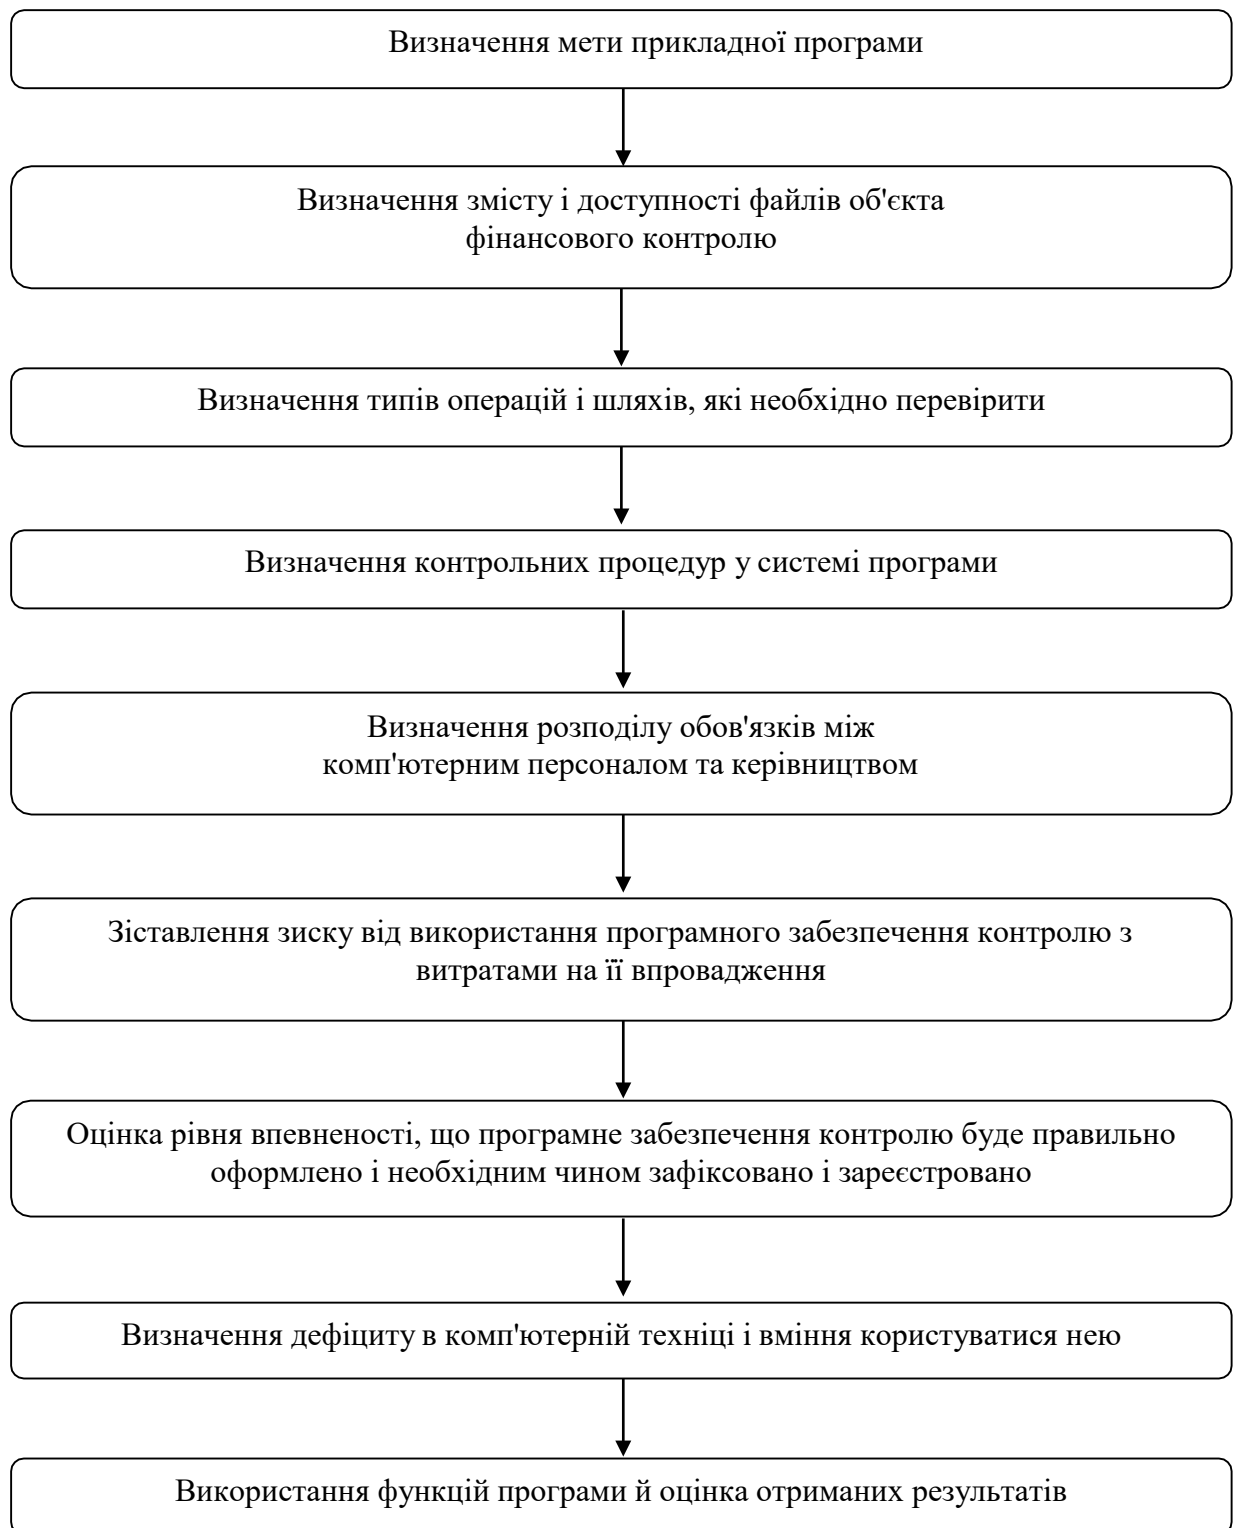 Визначення мети прикладної програми
Визначення змісту і доступності файлів об'єкта
фінансового контролю
Визначення типів операцій і шляхів, які необхідно перевірити
Визначення контрольних процедур у системі програми
Визначення розподілу обов'язків між
комп'ютерним персоналом та керівництвом
Зіставлення зиску від використання програмного забезпечення контролю з
витратами на її впровадження
Оцінка рівня впевненості, що програмне забезпечення контролю буде правильно
оформлено і необхідним чином зафіксовано і зареєстровано
Визначення дефіциту в комп'ютерній техніці і вміння користуватися нею
Використання функцій програми й оцінка отриманих результатів